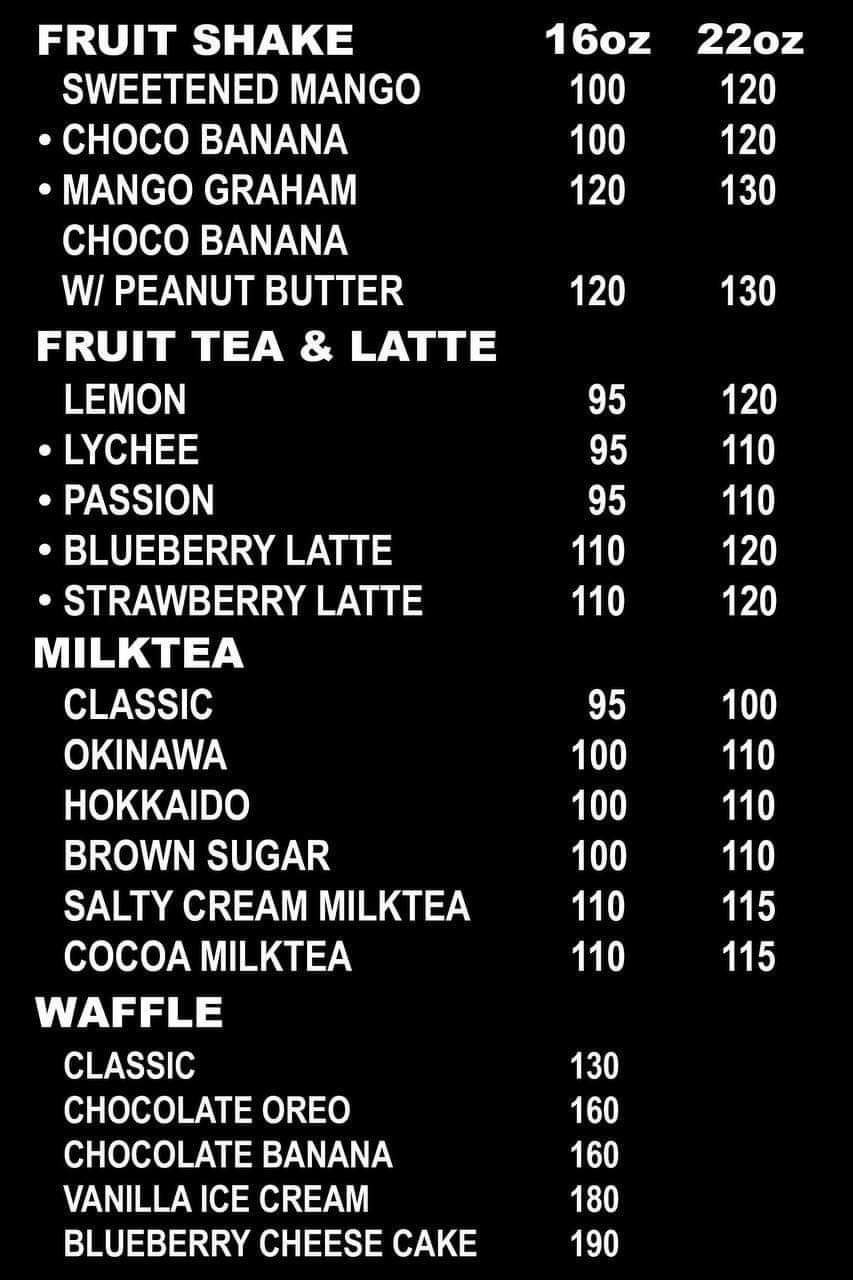 FRUIT SHAKE 16oz 22oz
SWEETENED MANGO 100 120
• CHOCO BANANA 100 120
• MANGO GRAHAM 120 130
CHOCO BANANA
W/ PEANUT BUTTER 120 130
FRUIT TEA & LATTE
LEMON 95 120
• LYCHEE 95 110
• PASSION 95 110
• BLUEBERRY LATTE 110 120
• STRAWBERRY LATTE 110 120
MILKTEA
CLASSIC 95 100
OKINAWA 100 110
HOKKAIDO 100 110
BROWN SUGAR 100 110
SALTY CREAM MILKTEA 110 115
COCOA MILKTEA 110 115
WAFFLE
CLASSIC 130
CHOCOLATE OREO 160
CHOCOLATE BANANA 160
VANILLA ICE CREAM 180
BLUEBERRY CHEESE CAKE 190